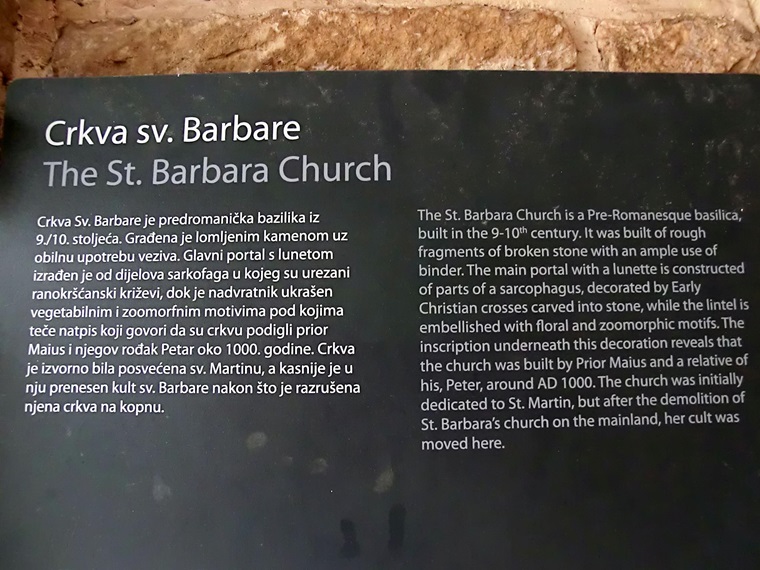 Crkva sv. Barbare
The St. Barbara Church
Crkva Sv. Barbare je predromanička bazilika iz
9./10. stoljeća. Građena je lomljenim kamenom uz
obilnu upotrebu veziva. Glavni portal s lunetom
izrađen je od dijelova sarkofaga u kojeg su urezani
ranokršćanski križevi, dok je nadvratnik ukrašen
vegetabilnim i zoomorfnim motivima pod kojima
teče natpis koji govori da su crkvu podigli prior
Maius i njegov rođak Petar oko 1000. godine. Crkva
je izvorno bila posvećena sv. Martinu, a kasnije je u
nju prenesen kult sv. Barbare nakon što je razrušena
njena crkva na kopnu.
The St. Barbara Church is a Pre-Romanesque basilica,
built in the 9-10th century. It was built of rough
fragments of broken stone with an ample use of
binder. The main portal with a lunette is constructed
of parts of a sarcophagus, decorated by Early
Christian crosses carved into stone, while the lintel is
embellished with floral and zoomorphic motifs. The
inscription underneath this decoration reveals that
the church was built by Prior Maius and a relative of
his, Peter, around AD 1000. The church was initially
dedicated to St. Martin, but after the demolition of
St. Barbara's church on the mainland, her cult was
moved here.